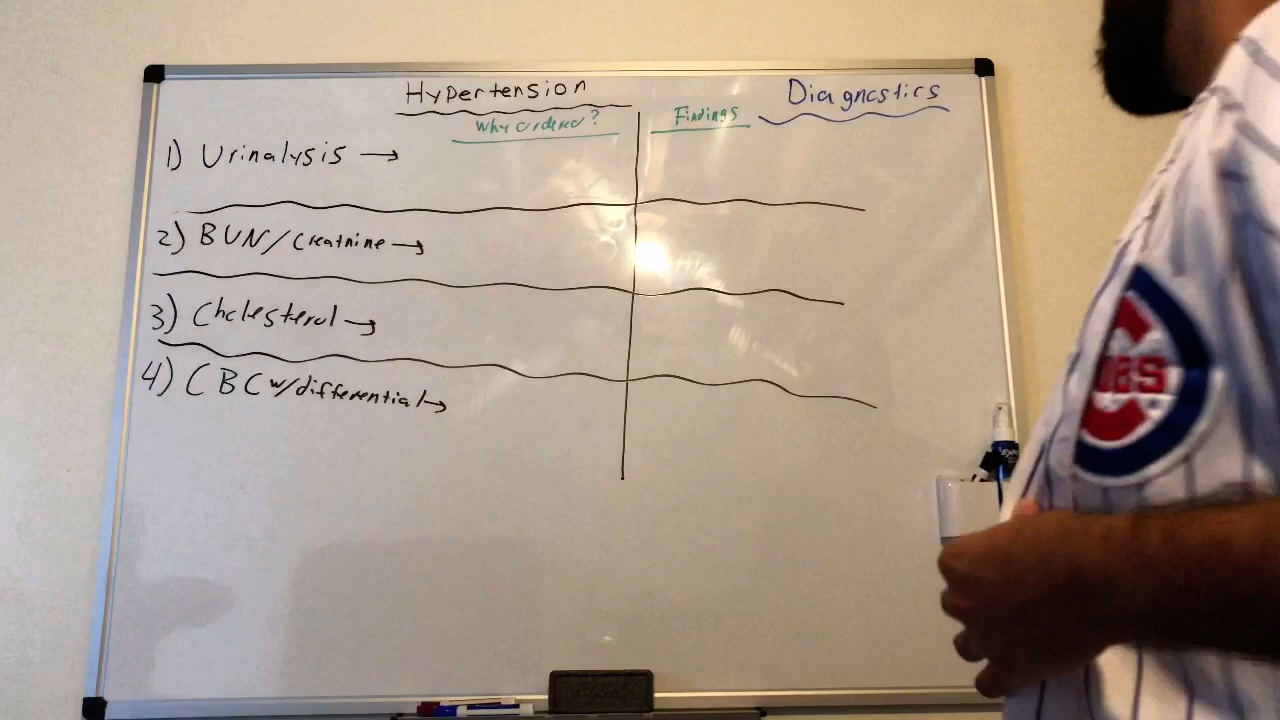 Hypertension
Diagnostics
Why ordered?
Findings
1) Urinalysis →
2) BUN/Creatnine →
3) Cholesterol →
4) CBC w/differential →